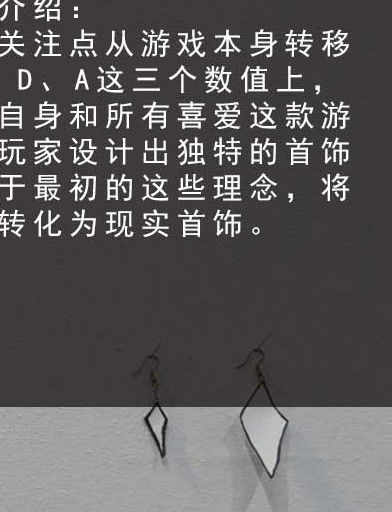 介绍：
关注点从游戏本身转移
D、A这三个数值上，
自身和所有喜爱这款游
玩家设计出独特的首饰
于最初的这些理念，将
转化为现实首饰。